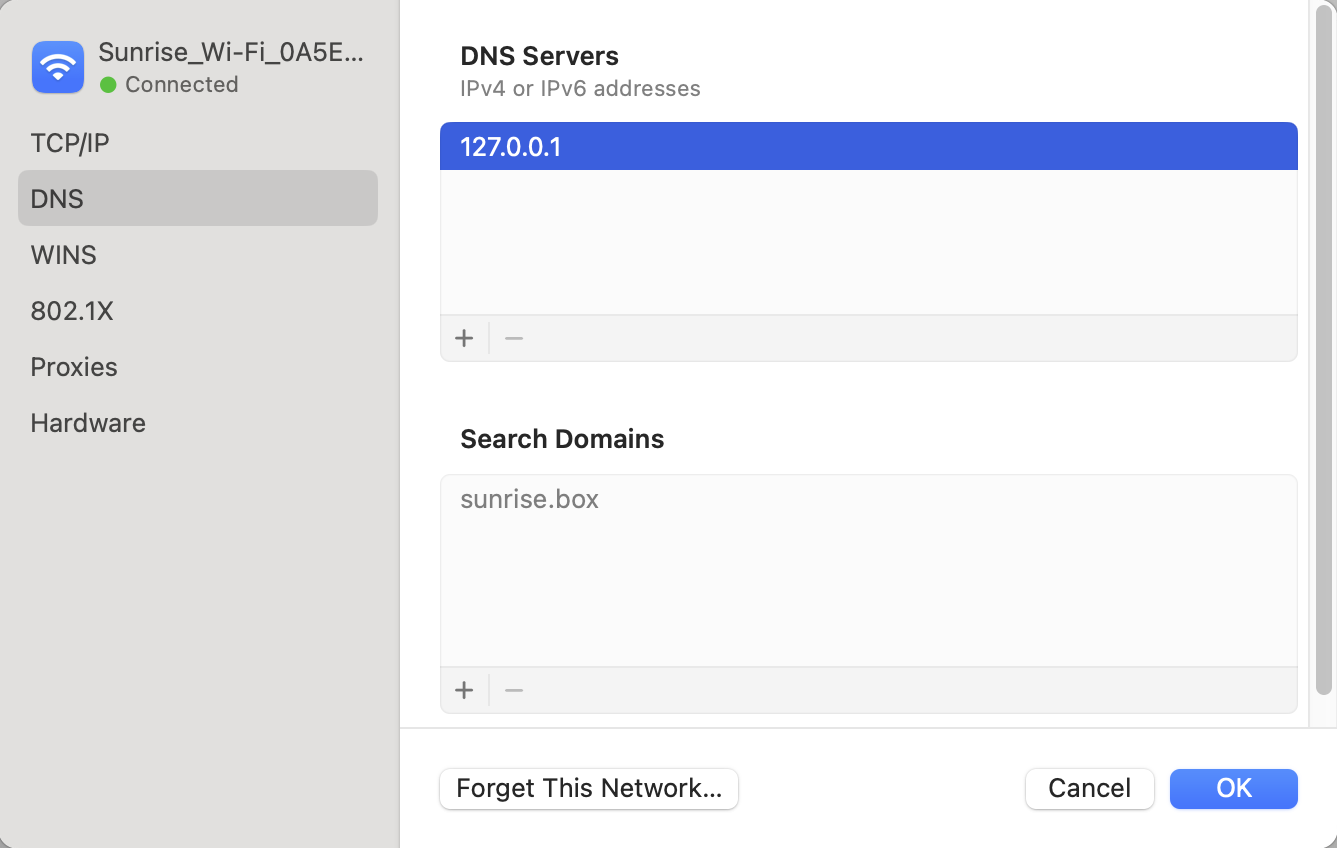 Sunrise_Wi-Fi_0A5E...
Connected
TCP/IP
DNS
WINS
802.1X
Proxies
Hardware
DNS Servers
IPv4 or IPv6 addresses
127.0.0.1
Search Domains
sunrise.box
Forget This Network...
Cancel
OK